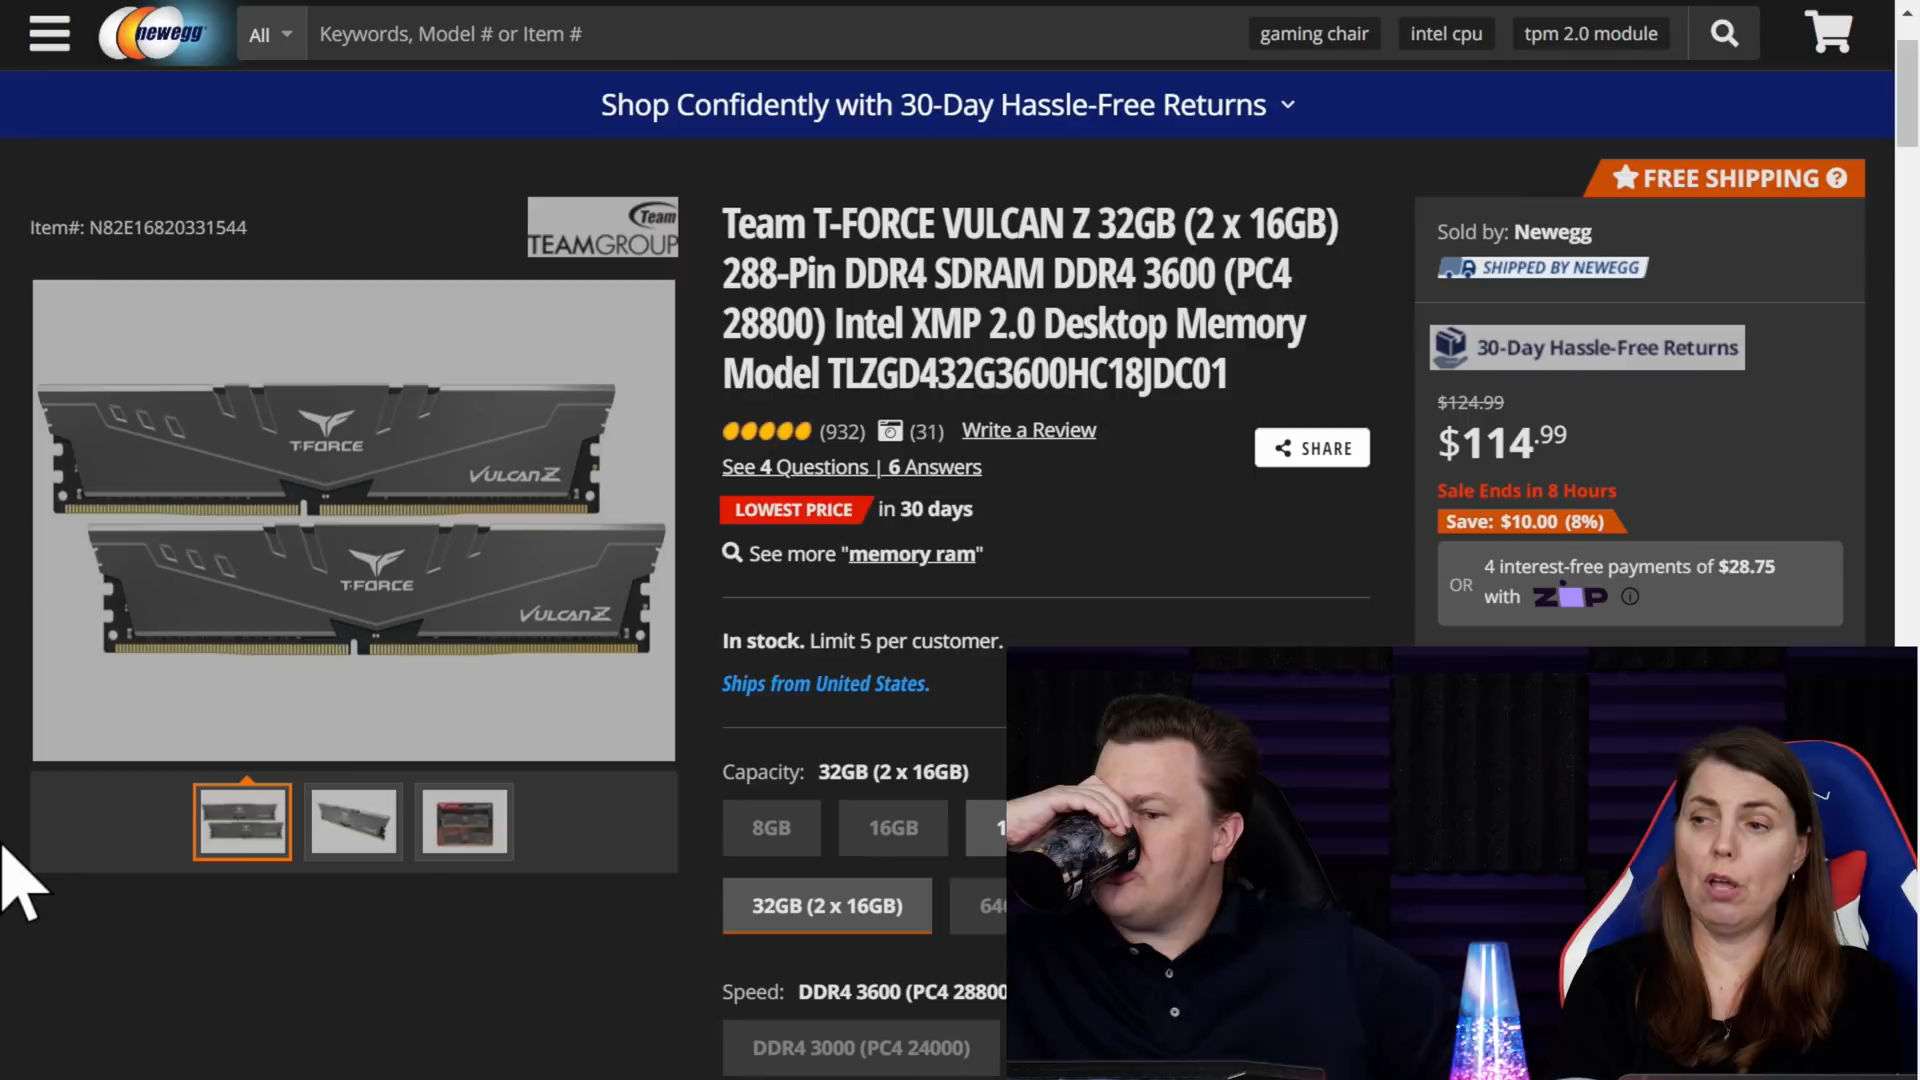 newegg
All
Keywords, Model # or Item #
gaming chair
intel cpu
tpm 2.0 module
Shop Confidently with 30-Day Hassle-Free Returns
FREE SHIPPING ?
Item#: N82E16820331544
Team
TEAMGROUP
Team T-FORCE VULCAN Z 32GB (2 x 16GB)
288-Pin DDR4 SDRAM DDR4 3600 (PC4
28800) Intel XMP 2.0 Desktop Memory
Model TLZGD432G3600HC18JDC01
(932) (31) Write a Review
See 4 Questions | 6 Answers
SHARE
LOWEST PRICE in 30 days
See more "memory ram"
In stock. Limit 5 per customer.
Ships from United States.
Sold by: Newegg
SHIPPED BY NEWEGG
30-Day Hassle-Free Returns
$124.99
$114.99
Sale Ends in 8 Hours
Save: $10.00 (8%)
OR
4 interest-free payments of $28.75
with ZIP
T-FORCE
VULCAN Z
T-FORCE
VULCAN Z
Capacity: 32GB (2 x 16GB)
8GB
16GB
32GB (2 x 16GB)
Speed: DDR4 3600 (PC4 28800
DDR4 3000 (PC4 24000)